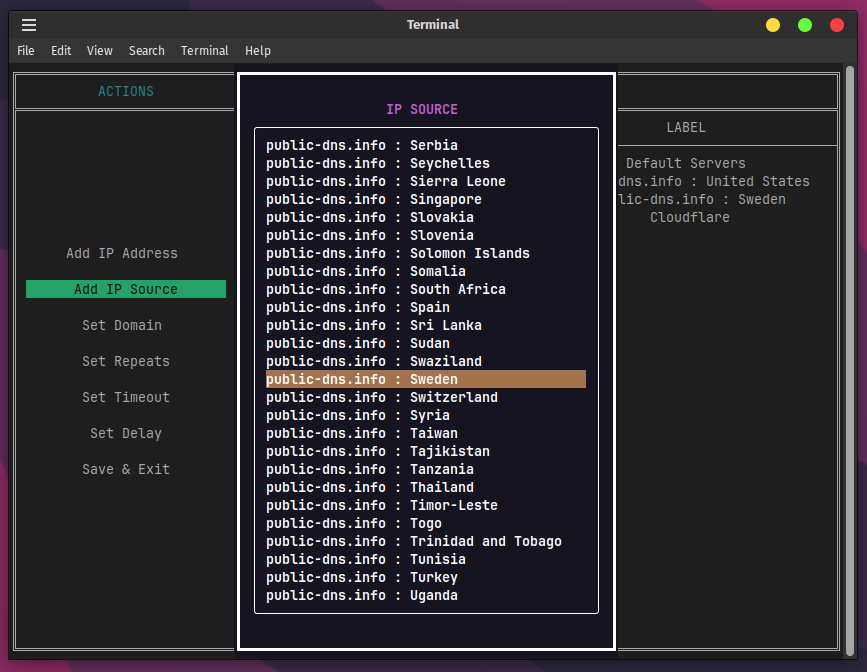 Terminal
File Edit View Search Terminal Help
ACTIONS
Add IP Address
Add IP Source
Set Domain
Set Repeats
Set Timeout
Set Delay
Save & Exit
IP SOURCE
public-dns.info : Serbia
public-dns.info : Seychelles
public-dns.info : Sierra Leone
public-dns.info : Singapore
public-dns.info : Slovakia
public-dns.info : Slovenia
public-dns.info : Solomon Islands
public-dns.info : Somalia
public-dns.info : South Africa
public-dns.info : Spain
public-dns.info : Sri Lanka
public-dns.info : Sudan
public-dns.info : Swaziland
public-dns.info : Sweden
public-dns.info : Switzerland
public-dns.info : Syria
public-dns.info : Taiwan
public-dns.info : Tajikistan
public-dns.info : Tanzania
public-dns.info : Thailand
public-dns.info : Timor-Leste
public-dns.info : Togo
public-dns.info : Trinidad and Tobago
public-dns.info : Tunisia
public-dns.info : Turkey
public-dns.info : Uganda
LABEL
Default Servers
dns.info : United States
lic-dns.info : Sweden
Cloudflare